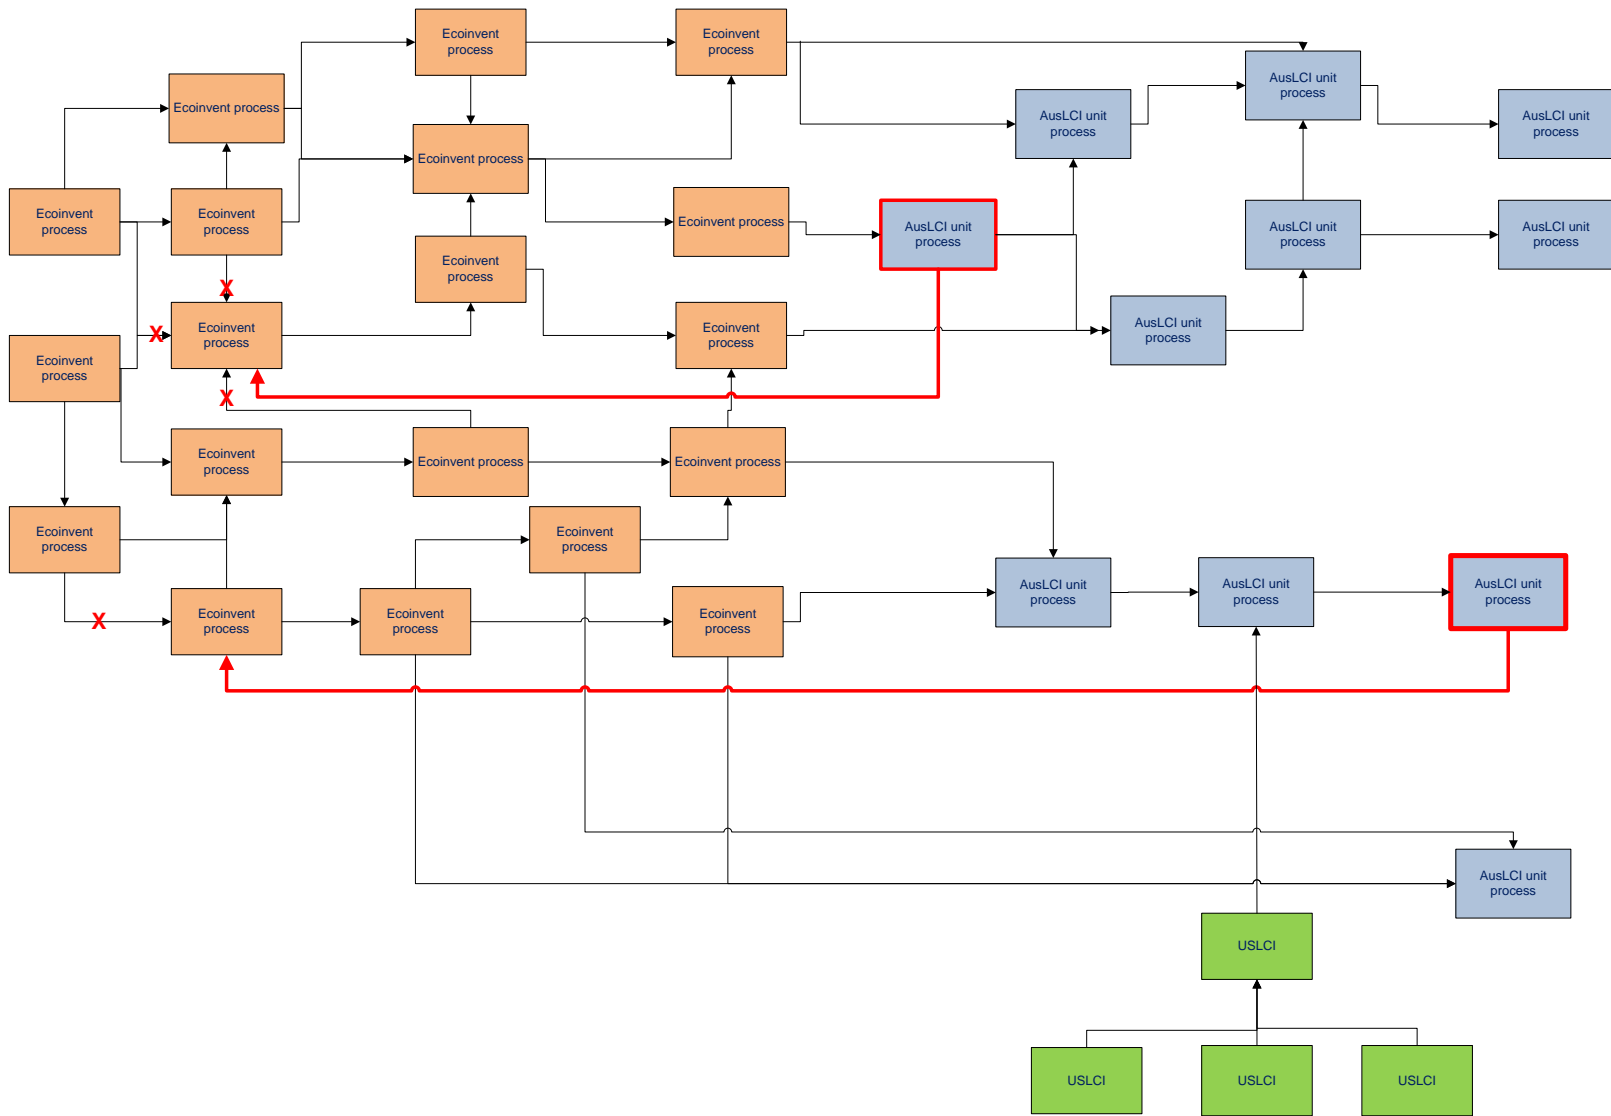 Ecoinvent
process
Ecoinvent
process
AusLCI unit
process
Ecoinvent process
AusLCI unit
process
AusLCI unit
process
Ecoinvent process
Ecoinvent
process
Ecoinvent
process
Ecoinvent process
AusLCI unit
process
AusLCI unit
process
AusLCI unit
process
Ecoinvent
process
X
Ecoinvent
process
X
Ecoinvent
process
AusLCI unit
process
Ecoinvent
process
X
Ecoinvent
process
Ecoinvent process
Ecoinvent process
Ecoinvent
process
Ecoinvent
process
AusLCI unit
process
AusLCI unit
process
AusLCI unit
process
X
Ecoinvent
process
Ecoinvent
process
Ecoinvent
process
AusLCI unit
process
USLCI
USLCI
USLCI
USLCI